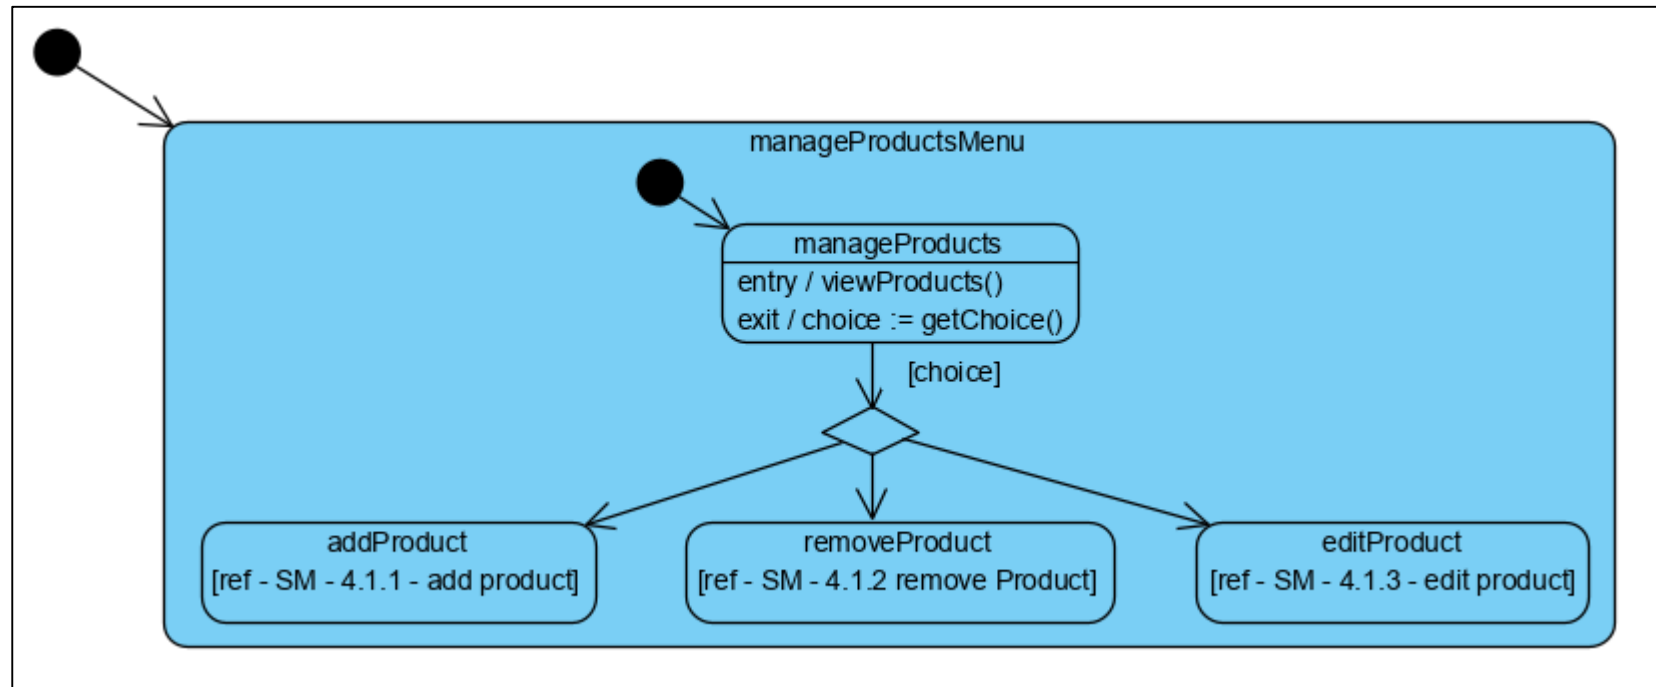 manageProductsMenu
manageProducts
entry / viewProducts()
exit / choice := getChoice()
[choice]
addProduct
[ref - SM - 4.1.1 - add product]
removeProduct
[ref - SM - 4.1.2 remove Product]
editProduct
[ref - SM - 4.1.3 - edit product]